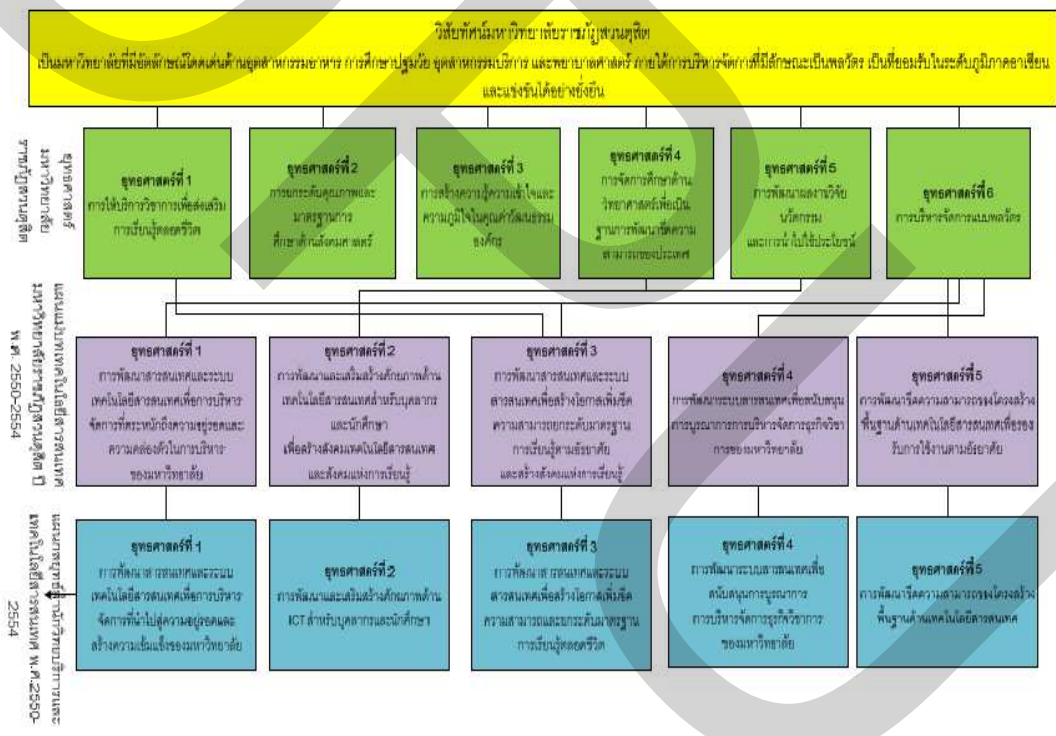 วิสัยทัศน์มหาวิทยาลัยราชภัฏสวนดุสิต
เป็นมหาวิทยาลัยที่มีอัตลักษณ์โดดเด่นด้านอุตสาหกรรมอาหาร การศึกษาปฐมวัย อุตสาหกรรมบริการ และพยาบาลศาสตร์ ภายใต้การบริหารจัดการที่มีลักษณะเป็นพลวัตร เป็นที่ยอมรับในระดับภูมิภาคอาเซียน
และแข่งขันได้อย่างยั่งยืน
ยุทธศาสตร์
มหาวิทยาลัย
ราชภัฏสวนดุสิต
ยุทธศาสตร์ที่ 1
การให้บริการวิชาการเพื่อส่งเสริม
การเรียนรู้ตลอดชีวิต
ยุทธศาสตร์ที่ 2
การยกระดับคุณภาพและ
มาตรฐานการ
ศึกษาด้านสังคมศาสตร์
ยุทธศาสตร์ที่ 3
การสร้างความรู้ความเข้าใจและ
ความภูมิใจในคุณค่าวัฒนธรรม
องค์กร
ยุทธศาสตร์ที่ 4
การจัดการศึกษาด้าน
วิทยาศาสตร์เพื่อเป็น
ฐานการพัฒนาขีดความ
สามารถของประเทศ
ยุทธศาสตร์ที่5
การพัฒนาผลงานวิจัย
นวัตกรรม
และการนำไปใช้ประโยชน์
ยุทธศาสตร์ที่6
การบริหารจัดการแบบพลวัตร
แผนแม่บทเทคโนโลยีสารสนเทศ
มหาวิทยาลัยราชภัฏสวนดุสิต ปี
พ.ศ. 2550-2554
ยุทธศาสตร์ที่ 1
การพัฒนาสารสนเทศและระบบ
เทคโนโลยีสารสนเทศเพื่อการบริหาร
จัดการที่ตระหนักถึงความอยู่รอดและ
ความคล่องตัวในการบริหาร
ของมหาวิทยาลัย
ยุทธศาสตร์ที่2
การพัฒนาและเสริมสร้างศักยภาพด้าน
เทคโนโลยีสารสนเทศสำหรับบุคลากร
และนักศึกษา
เพื่อสร้างสังคมเทคโนโลยีสารสนเทศ
และสังคมแห่งการเรียนรู้
ยุทธศาสตร์ที่ 3
การพัฒนาสารสนเทศและระบบ
สารสนเทศเพื่อสร้างโอกาสเพิ่มขีด
ความสามารถยกระดับมาตรฐาน
การเรียนรู้ตามอัธยาศัย
และสร้างสังคมแห่งการเรียนรู้
ยุทธศาสตร์ที่4
การพัฒนาระบบสารสนเทศเพื่อสนับสนุน
การบูรณาการการบริหารจัดการธุรกิจวิชา
การของมหาวิทยาลัย
ยุทธศาสตร์ที่5
การพัฒนาขีดความสามารถของโครงสร้าง
พื้นฐานด้านเทคโนโลยีสารสนเทศเพื่อรอง
รับการใช้งานตามอัธยาศัย
แผนกลยุทธ์สำนักวิทยบริการและ
เทคโนโลยีสารสนเทศ พ.ศ.2550-
2554
ยุทธศาสตร์ที่ 1
การพัฒนาสารสนเทศและระบบ
เทคโนโลยีสารสนเทศเพื่อการบริหาร
จัดการที่นำไปสู่ความอยู่รอดและ
สร้างความเข้มแข็งของมหาวิทยาลัย
ยุทธศาสตร์ที่2
การพัฒนาและเสริมสร้างศักยภาพด้าน
ICT สำหรับบุคลากรและนักศึกษา
ยุทธศาสตร์ที่ 3
การพัฒนาสารสนเทศและระบบ
สารสนเทศเพื่อสร้างโอกาสเพิ่มขีด
ความสามารถและยกระดับมาตรฐาน
การเรียนรู้ตลอดชีวิต
ยุทธศาสตร์ที่4
การพัฒนาระบบสารสนเทศเพื่อ
สนับสนุนการบูรณาการ
การบริหารจัดการธุรกิจวิชาการ
ของมหาวิทยาลัย
ยุทธศาสตร์ที่5
การพัฒนาขีดความสามารถของโครงสร้าง
พื้นฐานด้านเทคโนโลยีสารสนเทศ